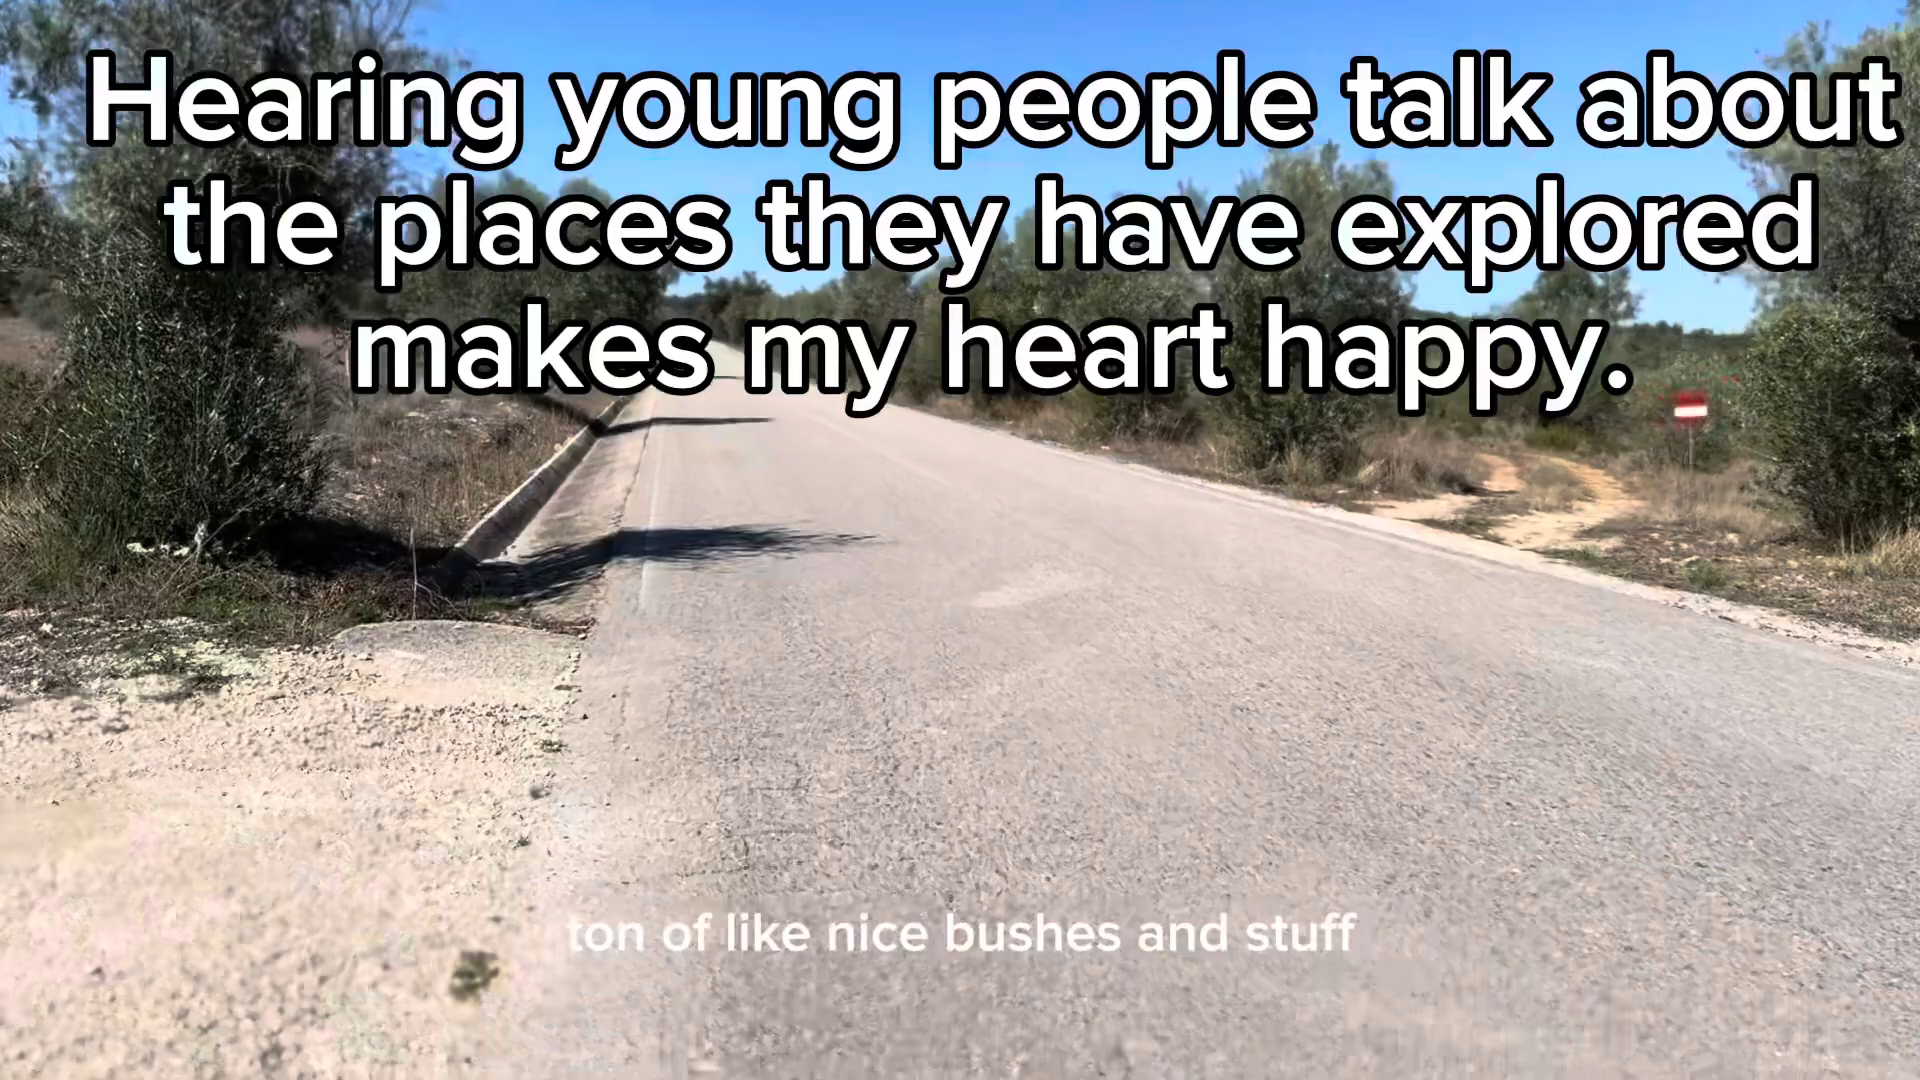 Hearing young people talk about
the places they have explored
makes my heart happy.
ton of like nice bushes and stuff